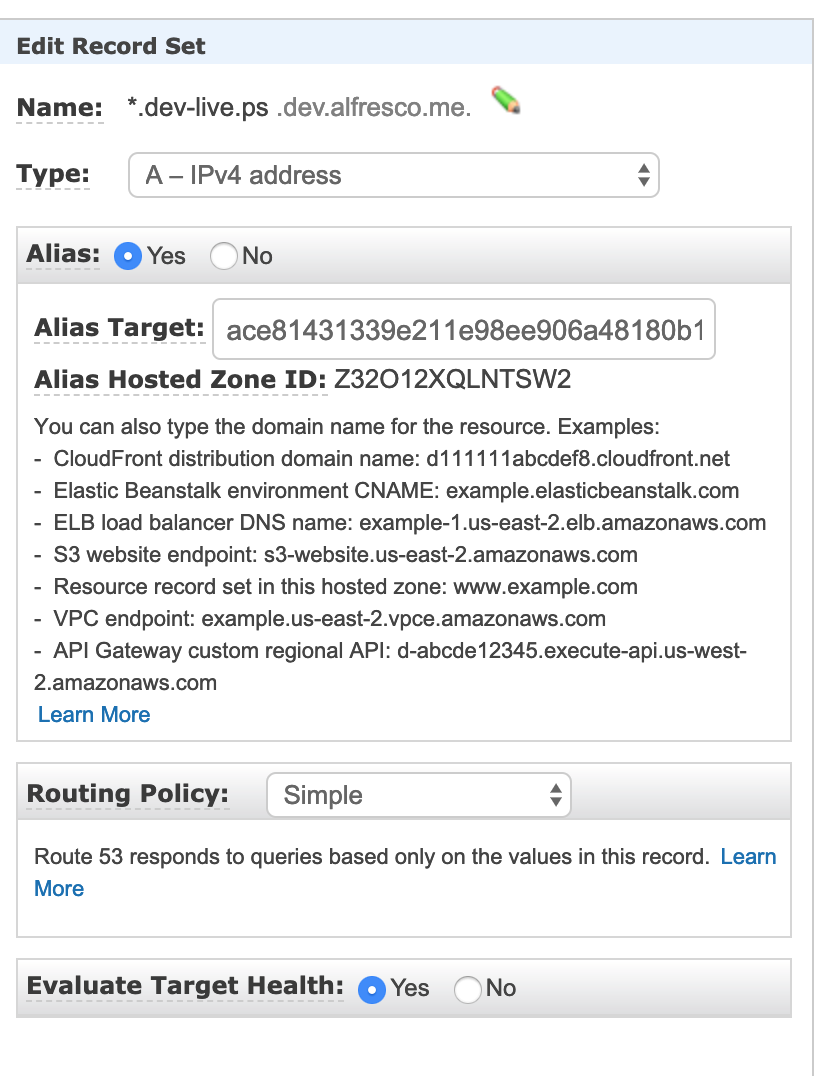 Edit Record Set
Name: *.dev-live.ps .dev.alfresco.me.
Type: A – IPv4 address
Alias: Yes No
Alias Target: ace81431339e211e98ee906a48180b1
Alias Hosted Zone ID: Z32O12XQLNTSW2
You can also type the domain name for the resource. Examples:
- CloudFront distribution domain name: d111111abcdef8.cloudfront.net
- Elastic Beanstalk environment CNAME: example.elasticbeanstalk.com
- ELB load balancer DNS name: example-1.us-east-2.elb.amazonaws.com
- S3 website endpoint: s3-website.us-east-2.amazonaws.com
- Resource record set in this hosted zone: www.example.com
- VPC endpoint: example.us-east-2.vpce.amazonaws.com
- API Gateway custom regional API: d-abcde12345.execute-api.us-west-
2.amazonaws.com
Learn More
Routing Policy: Simple
Route 53 responds to queries based only on the values in this record. Learn
More
Evaluate Target Health: Yes No